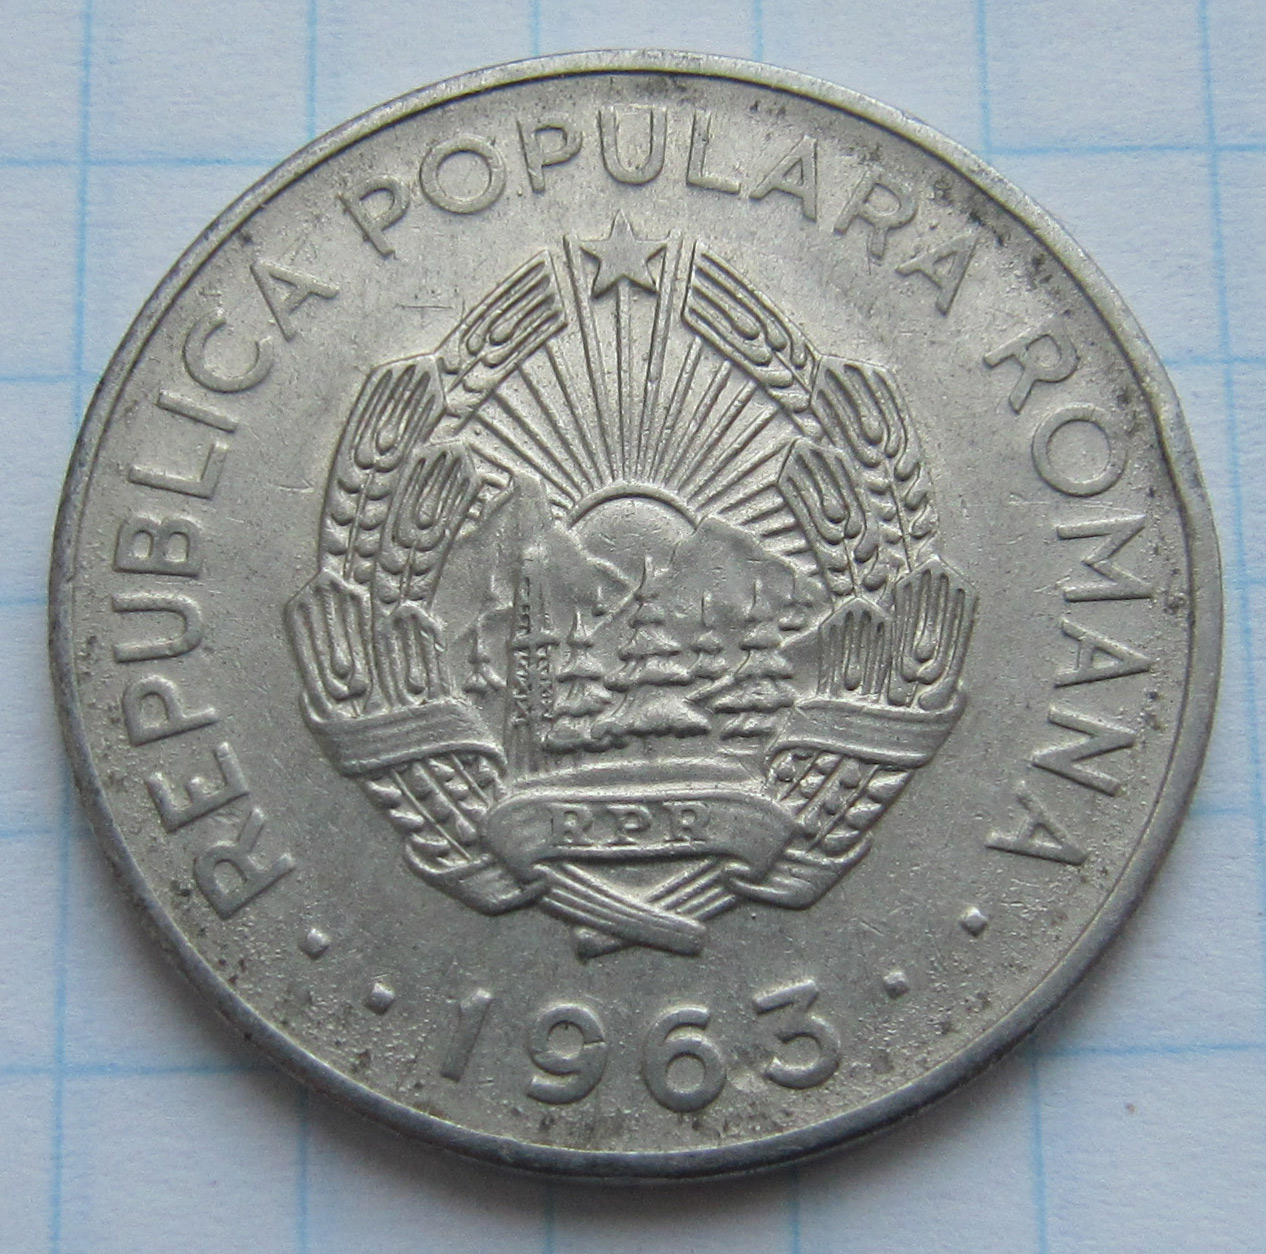 REPUBLICA POPULARA ROMANA
RPR
· · 1963 · ·